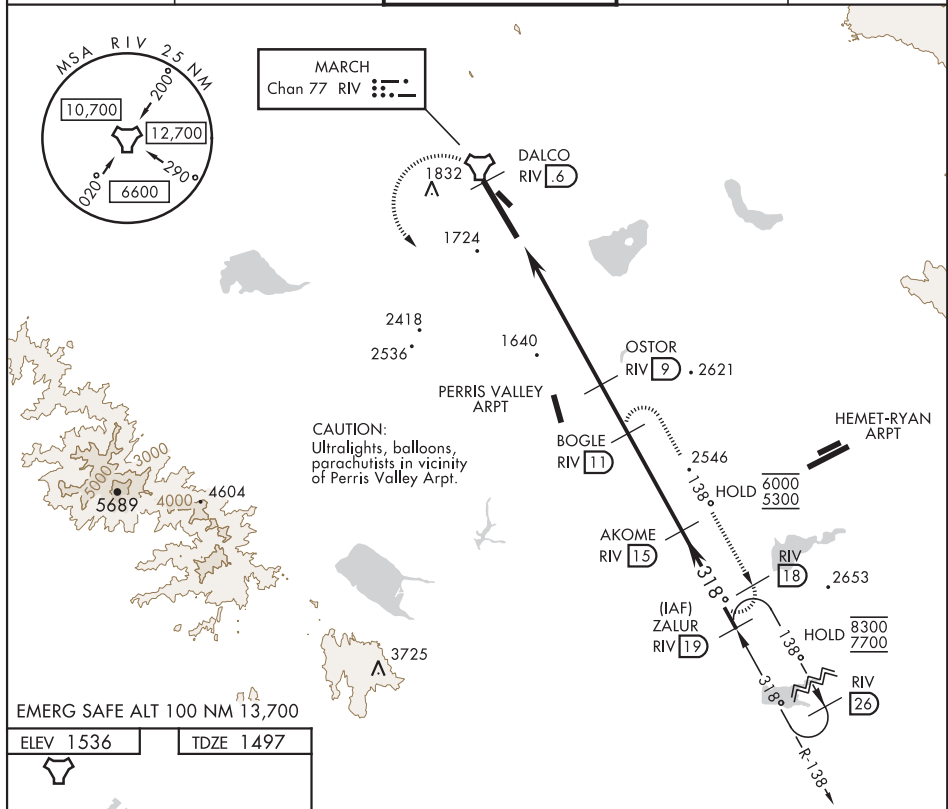 MSA RIV 25 NM
200°
10,700
12,700
020°
290°
6600
MARCH
Chan 77 RIV
DALCO
RIV .6
1832
1724
2418
2536
1640
OSTOR
RIV 9
2621
PERRIS VALLEY
ARPT
HEMET-RYAN
ARPT
CAUTION:
Ultralights, balloons,
parachutists in vicinity
of Perris Valley Arpt.
BOGLE
RIV 11
2546
138°
HOLD 6000
5300
3000
5000
4000
4604
5689
AKOME
RIV 15
318°
RIV
18
2653
(IAF)
ZALUR
RIV 19
138°
HOLD 8300
7700
3725
318°
RIV
26
R-138
EMERG SAFE ALT 100 NM 13,700
ELEV 1536
TDZE 1497